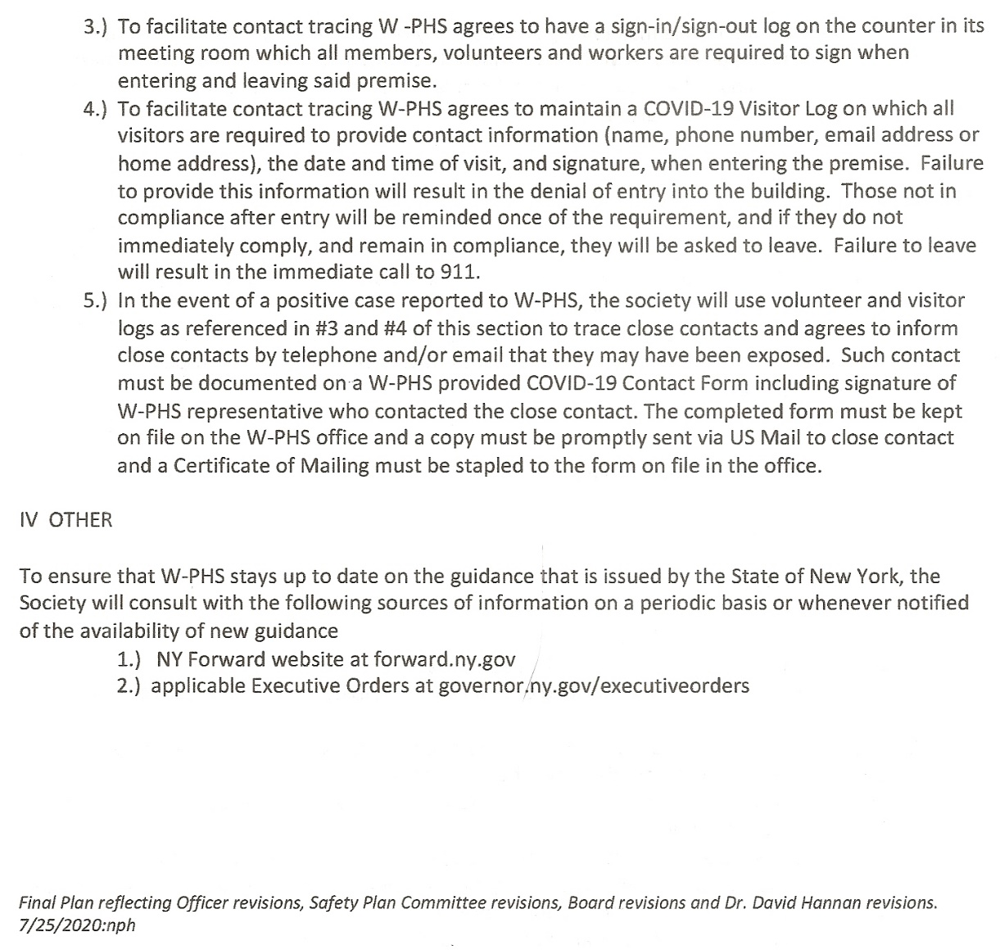 3.) To facilitate contact tracing W -PHS agrees to have a sign-in/sign-out log on the counter in its
meeting room which all members, volunteers and workers are required to sign when
entering and leaving said premise.
4.) To facilitate contact tracing W-PHS agrees to maintain a COVID-19 Visitor Log on which all
visitors are required to provide contact information (name, phone number, email address or
home address), the date and time of visit, and signature, when entering the premise.  Failure
to provide this information will result in the denial of entry into the building.  Those not in
compliance after entry will be reminded once of the requirement, and if they do not
immediately comply, and remain in compliance, they will be asked to leave.  Failure to leave
will result in the immediate call to 911.
5.) In the event of a positive case reported to W-PHS, the society will use volunteer and visitor
logs as referenced in #3 and #4 of this section to trace close contacts and agrees to inform
close contacts by telephone and/or email that they may have been exposed.  Such contact
must be documented on a W-PHS provided COVID-19 Contact Form including signature of
W-PHS representative who contacted the close contact. The completed form must be kept
on file on the W-PHS office and a copy must be promptly sent via US Mail to close contact
and a Certificate of Mailing must be stapled to the form on file in the office.
IV  OTHER
To ensure that W-PHS stays up to date on the guidance that is issued by the State of New York, the
Society will consult with the following sources of information on a periodic basis or whenever notified
of the availability of new guidance
1.)  NY Forward website at forward.ny.gov
2.)  applicable Executive Orders at governor.ny.gov/executiveorders
Final Plan reflecting Officer revisions, Safety Plan Committee revisions, Board revisions and Dr. David Hannan revisions.
7/25/2020:nph